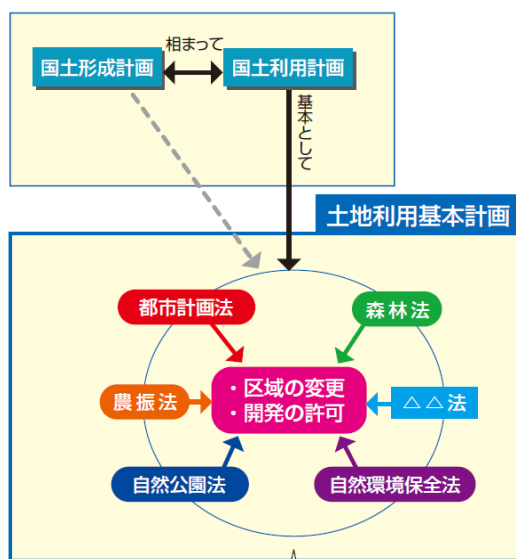 相まって
国土形成計画
国土利用計画
基本として
土地利用基本計画
都市計画法
森林法
農振法
・区域の変更
・開発の許可
△△法
自然公園法
自然環境保全法